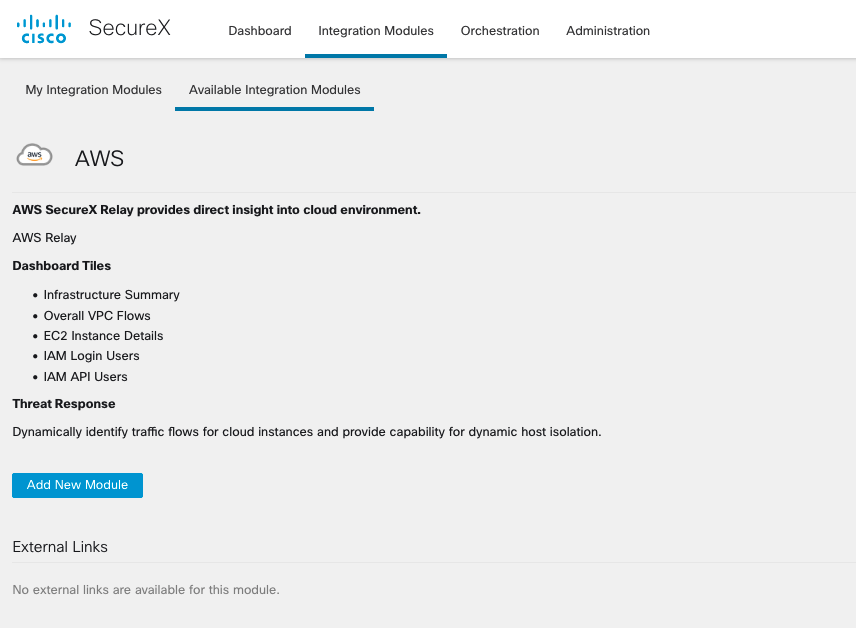 cisco SecureX Dashboard Integration Modules Orchestration Administration
My Integration Modules Available Integration Modules
aws AWS
AWS SecureX Relay provides direct insight into cloud environment.
AWS Relay
Dashboard Tiles
• Infrastructure Summary
• Overall VPC Flows
• EC2 Instance Details
• IAM Login Users
• IAM API Users
Threat Response
Dynamically identify traffic flows for cloud instances and provide capability for dynamic host isolation.
Add New Module
External Links
No external links are available for this module.